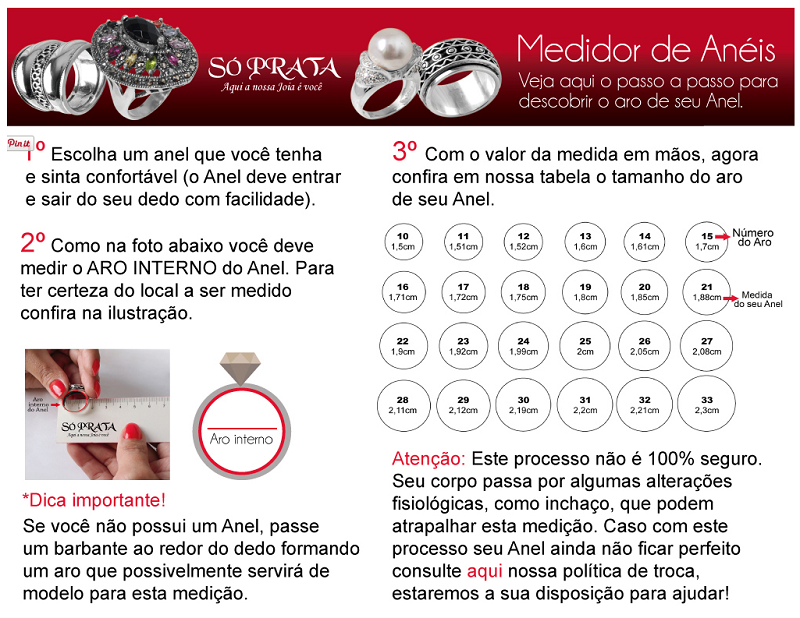 SÓ PRATA
Aqui a nossa Joia é você
Medidor de Anéis
Veja aqui o passo a passo para
descobrir o aro de seu Anel.
Pin it
1º Escolha um anel que você tenha
e sinta confortável (o Anel deve entrar
e sair do seu dedo com facilidade).
2º Como na foto abaixo você deve
medir o ARO INTERNO do Anel. Para
ter certeza do local a ser medido
confira na ilustração.
Aro
interno
do Anel
SÓ PRATA
Aqui a nossa Joia é você
Aro interno
*Dica importante!
Se você não possui um Anel, passe
um barbante ao redor do dedo formando
um aro que possivelmente servirá de
modelo para esta medição.
3º Com o valor da medida em mãos, agora
confira em nossa tabela o tamanho do aro
de seu Anel.
10 11 12 13 14 15
1,5cm 1,51cm 1,52cm 1,6cm 1,61cm 1,7cm
Número
do Aro
16 17 18 19 20 21
1,71cm 1,72cm 1,75cm 1,8cm 1,85cm 1,88cm
Medida
do seu Anel
22 23 24 25 26 27
1,9cm 1,92cm 1,99cm 2cm 2,05cm 2,08cm
28 29 30 31 32 33
2,11cm 2,12cm 2,19cm 2,2cm 2,21cm 2,3cm
Atenção: Este processo não é 100% seguro.
Seu corpo passa por algumas alterações
fisiológicas, como inchaço, que podem
atrapalhar esta medição. Caso com este
processo seu Anel ainda não ficar perfeito
consulte aqui nossa política de troca,
estaremos a sua disposição para ajudar!